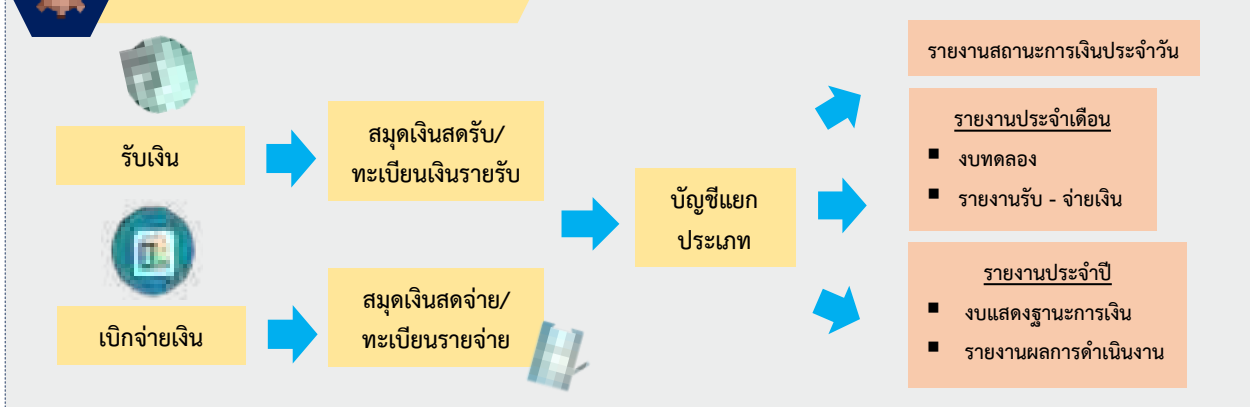 รับเงิน
สมุดเงินสดรับ/
ทะเบียนเงินรายรับ
เบิกจ่ายเงิน
สมุดเงินสดจ่าย/
ทะเบียนรายจ่าย
บัญชีแยก
ประเภท
รายงานสถานะการเงินประจำวัน
รายงานประจำเดือน
▪ งบทดลอง
▪ รายงานรับ - จ่ายเงิน
รายงานประจำปี
▪ งบแสดงฐานะการเงิน
▪ รายงานผลการดำเนินงาน